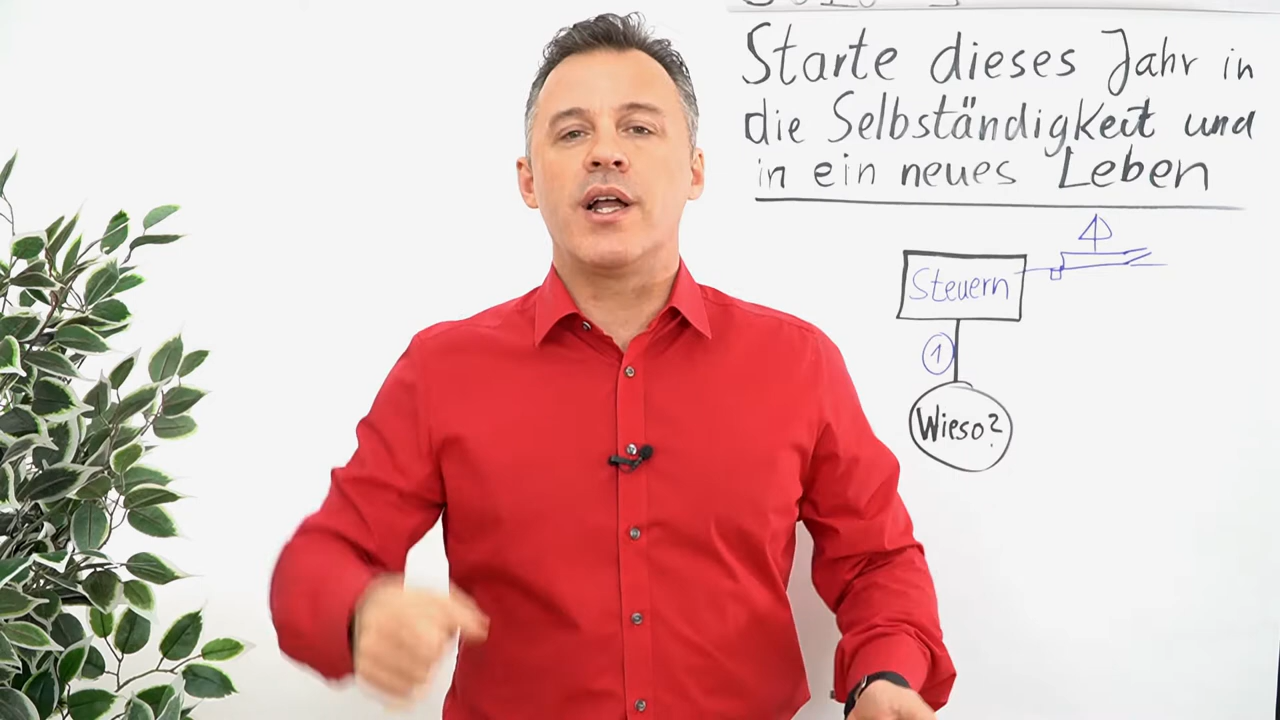 Starte dieses Jahr in
die Selbständigkeit und
in ein neues Leben
Steuern
1
Wieso?